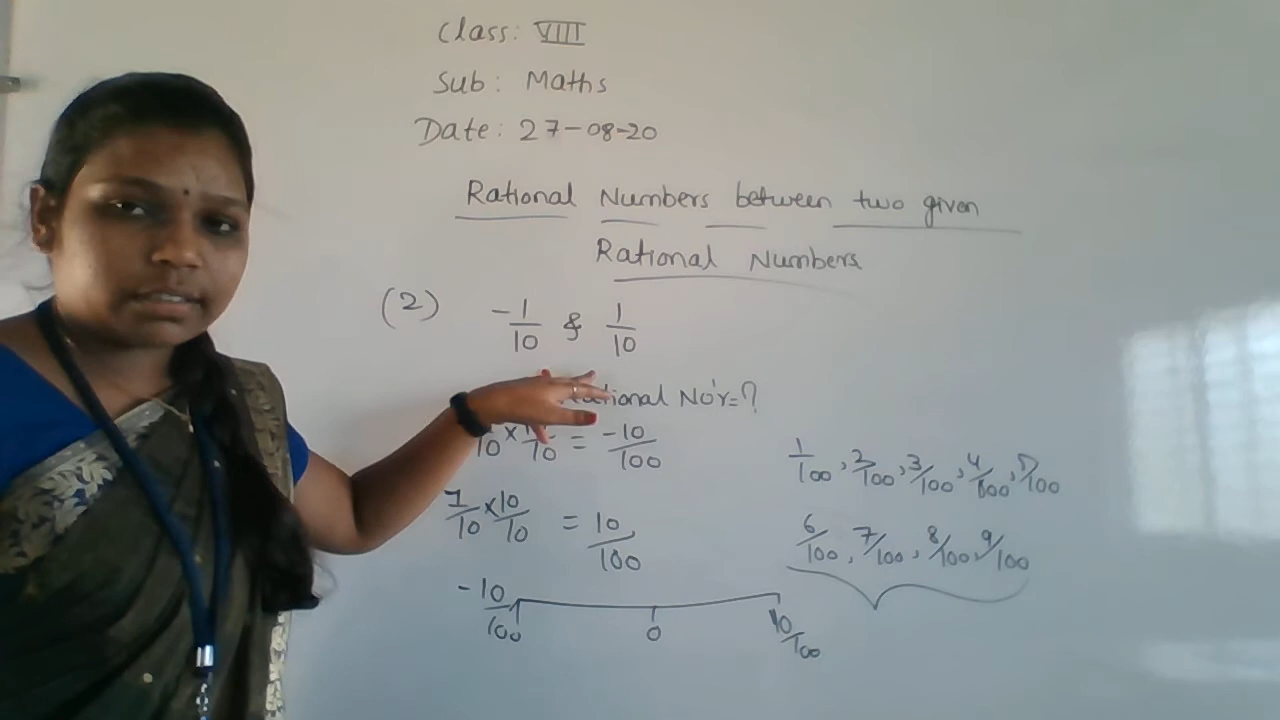 Class: VIII
Sub: Maths
Date: 27-08-20
Rational Numbers between two given
Rational Numbers
(2) -1/10 & 1/10
Rational No's=?
10 × 10 = -10/100
1/10 × 10/10 = 10/100
-10/100 0 10/100
1/100, 2/100, 3/100, 4/100, 5/100
6/100, 7/100, 8/100, 9/100